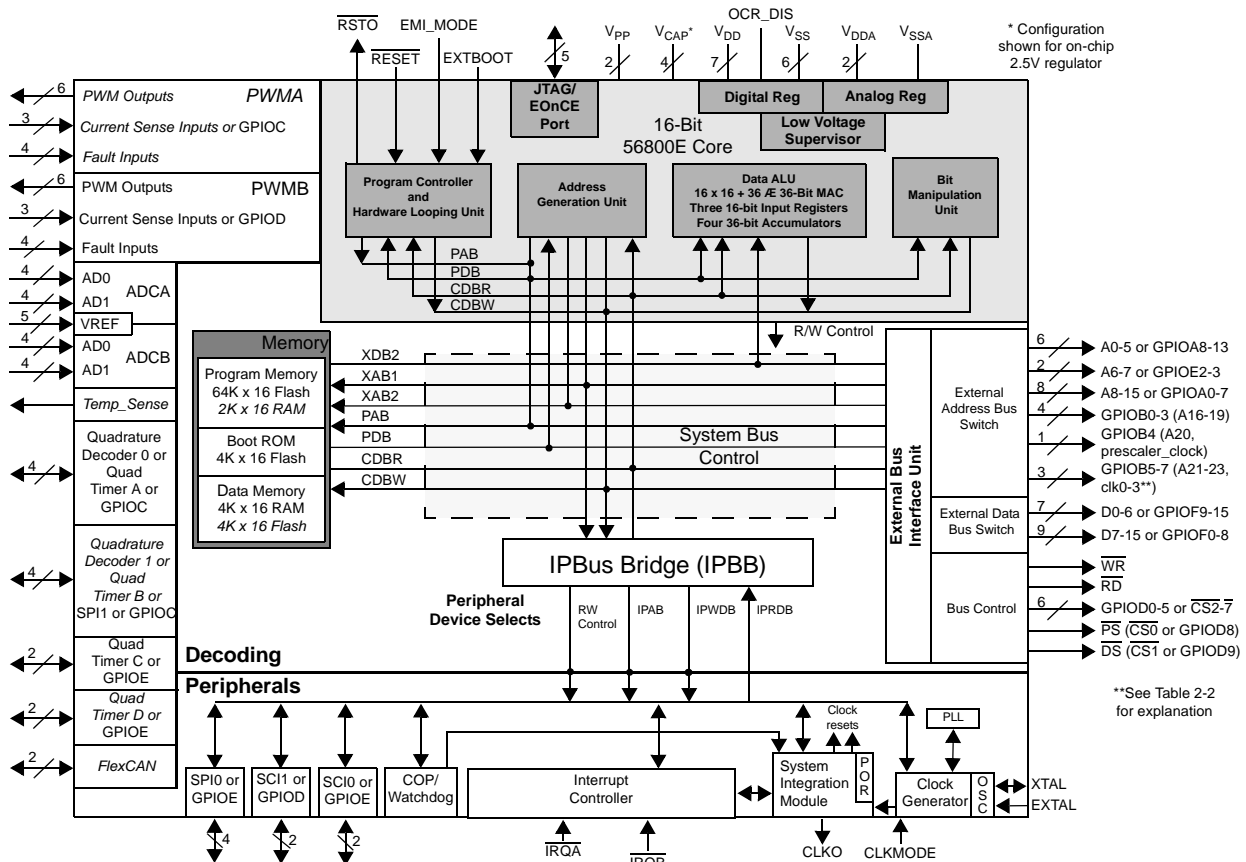 RSTO
EMI_MODE
RESET
EXTBOOT
5
VPP
2
VCAP*
4
VDD
7
OCR_DIS
VSS
6
VDDA
2
VSSA
* Configuration
shown for on-chip
2.5V regulator
6
PWM Outputs
PWMA
3
Current Sense Inputs or GPIOC
4
Fault Inputs
6
PWM Outputs
PWMB
3
Current Sense Inputs or GPIOD
4
Fault Inputs
4
AD0
ADCA
4
AD1
5
VREF
4
AD0
ADCB
4
AD1
Temp_Sense
4
Quadrature
Decoder 0 or
Quad
Timer A or
GPIOC
4
Quadrature
Decoder 1 or
Quad
Timer B or
SPI1 or GPIOC
2
Quad
Timer C or
GPIOE
2
Quad
Timer D or
GPIOE
2
FlexCAN
JTAG/
EOnCE
Port
Digital Reg
Analog Reg
Low Voltage
Supervisor
16-Bit
56800E Core
Program Controller
and
Hardware Looping Unit
Address
Generation Unit
Data ALU
16 x 16 + 36 Æ 36-Bit MAC
Three 16-bit Input Registers
Four 36-bit Accumulators
Bit
Manipulation
Unit
PAB
PDB
CDBR
CDBW
R/W Control
Memory
Program Memory
64K x 16 Flash
2K x 16 RAM
Boot ROM
4K x 16 Flash
Data Memory
4K x 16 RAM
4K x 16 Flash
XDB2
XAB1
XAB2
PAB
PDB
CDBR
CDBW
System Bus
Control
External Bus
Interface Unit
External
Address Bus
Switch
External Data
Bus Switch
Bus Control
6
A0-5 or GPIOA8-13
2
A6-7 or GPIOE2-3
8
A8-15 or GPIOA0-7
4
GPIOB0-3 (A16-19)
1
GPIOB4 (A20,
prescaler_clock)
3
GPIOB5-7 (A21-23,
clk0-3**)
7
D0-6 or GPIOF9-15
9
D7-15 or GPIOF0-8
WR
RD
6
GPIOD0-5 or CS2-7
PS (CS0 or GPIOD8)
DS (CS1 or GPIOD9)
**See Table 2-2
for explanation
IPBus Bridge (IPBB)
Peripheral
Device Selects
RW
Control
IPAB
IPWDB
IPRDB
Decoding
Peripherals
Clock
resets
PLL
SPI0 or
GPIOE
SCI1 or
GPIOD
SCI0 or
GPIOE
COP/
Watchdog
Interrupt
Controller
System
Integration
Module
POR
Clock
Generator
OSC
XTAL
EXTAL
4
2
2
IRQA
IRQB
CLKO
CLKMODE